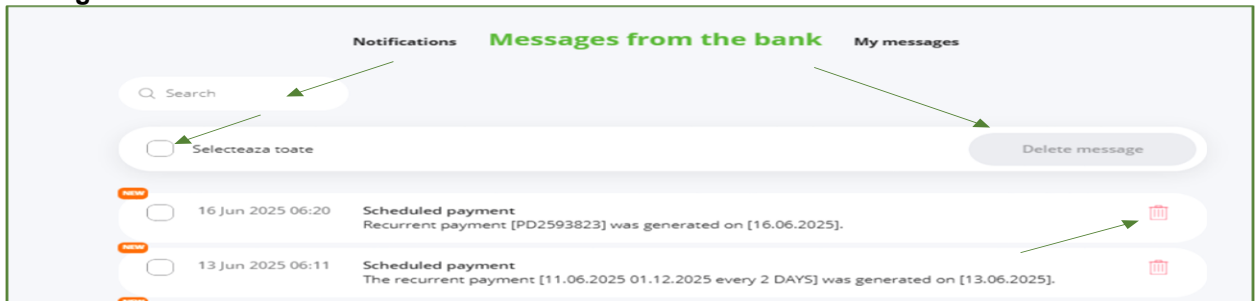 Notifications Messages from the bank My messages
Search
Selecteaza toate Delete message
NEW
16 Jun 2025 06:20 Scheduled payment
Recurrent payment [PD2593823] was generated on [16.06.2025].
NEW
13 Jun 2025 06:11 Scheduled payment
The recurrent payment [11.06.2025 01.12.2025 every 2 DAYS] was generated on [13.06.2025].
NEW